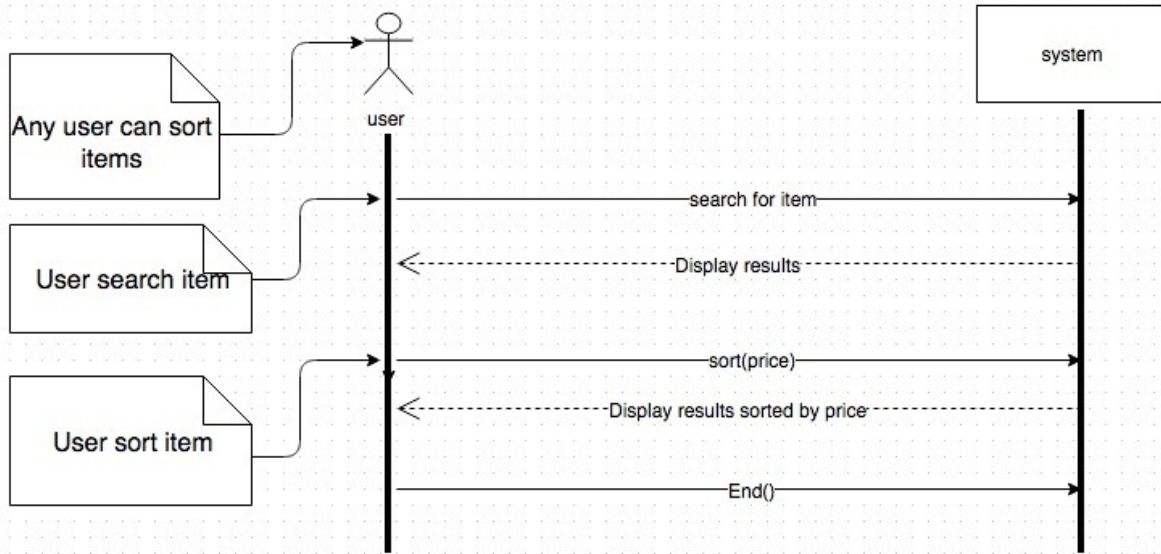 system
user
Any user can sort
items
search for item
User search item
Display results
sort(price)
Display results sorted by price
User sort item
End()